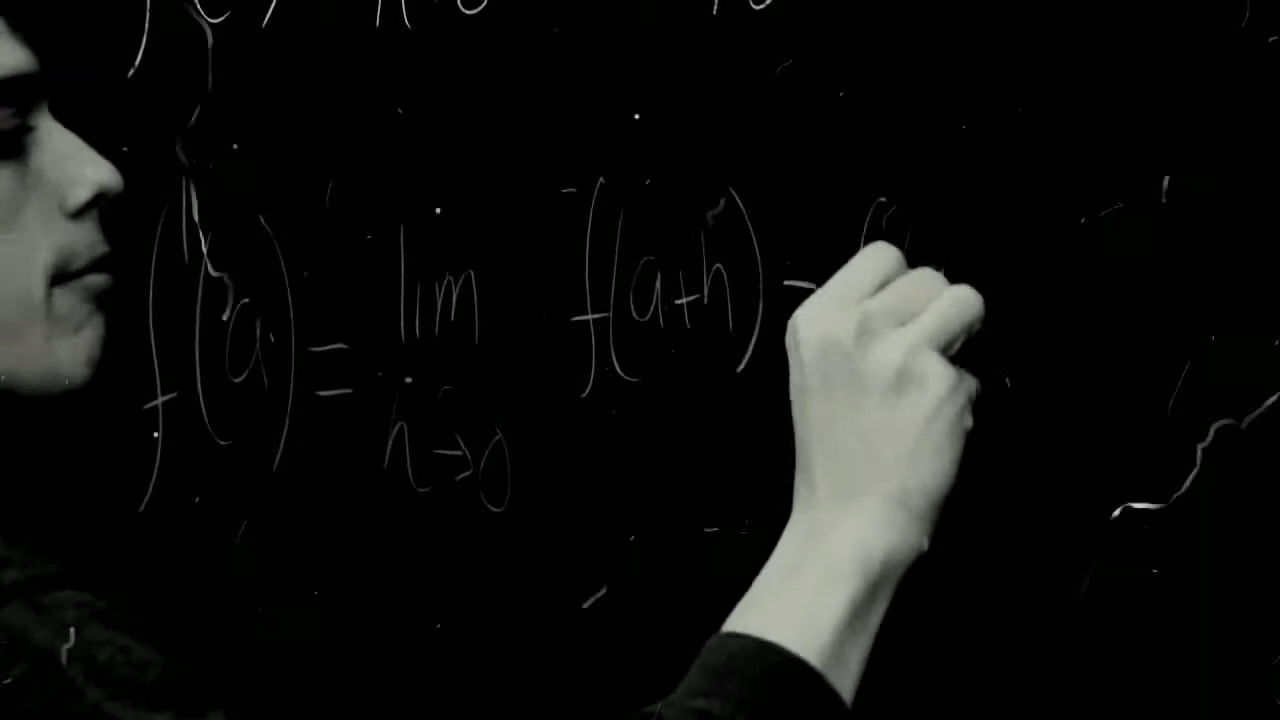 f'(a) = lim f(a+h) -
h→0